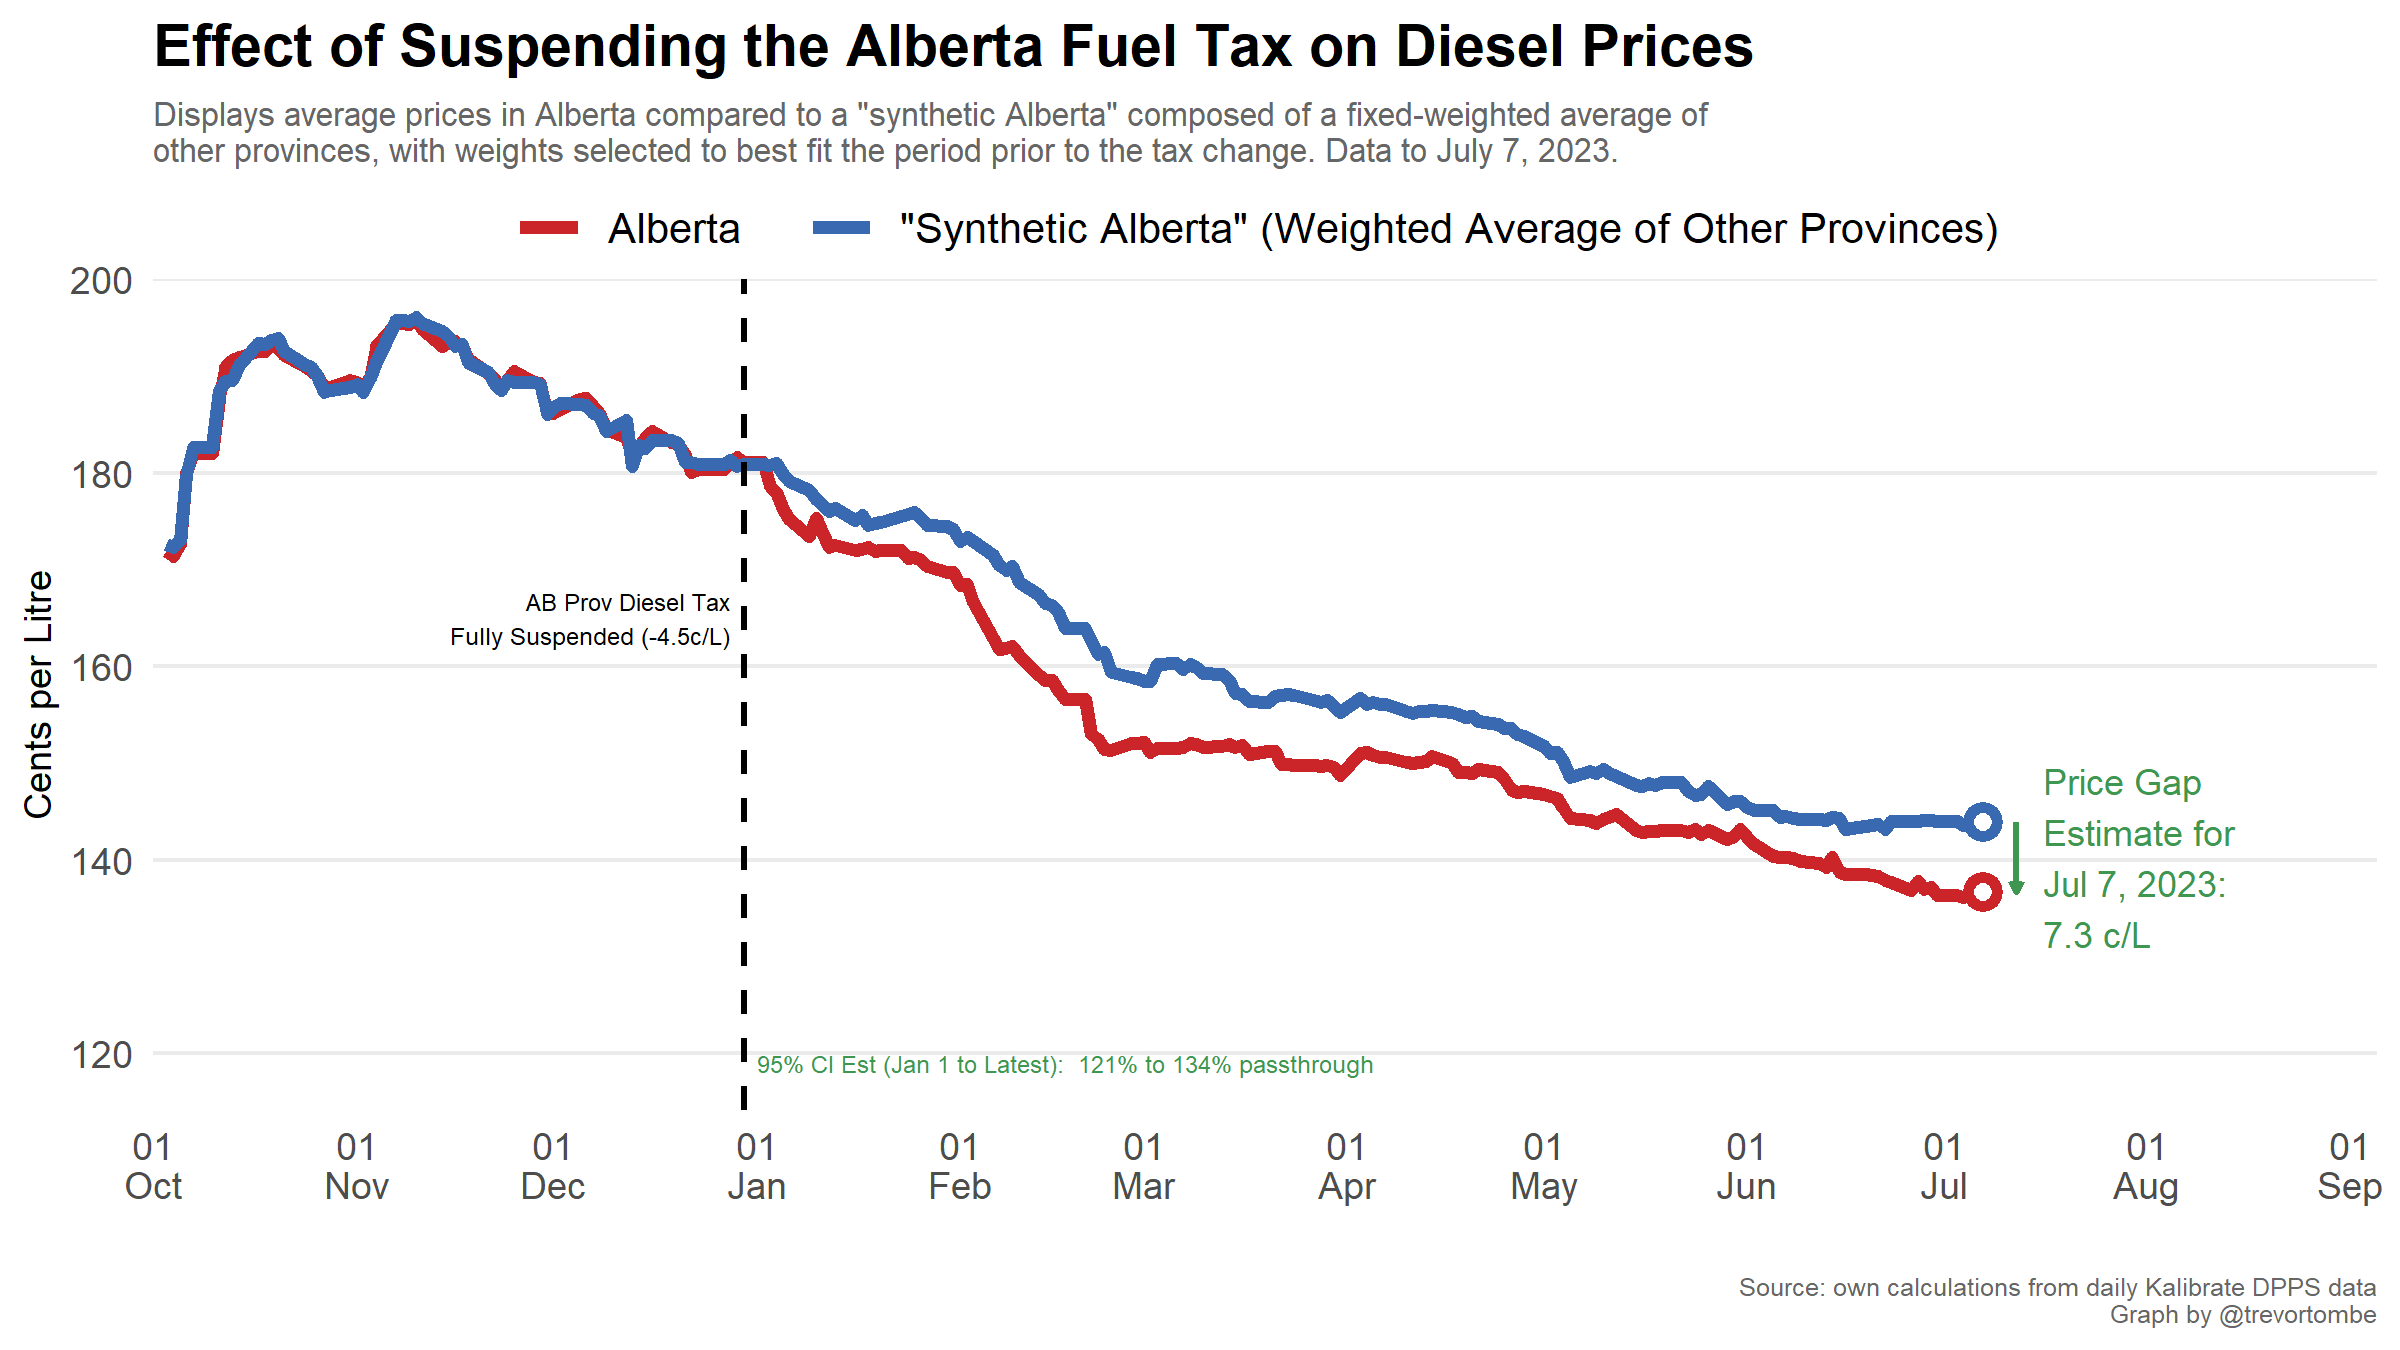 Effect of Suspending the Alberta Fuel Tax on Diesel Prices
Displays average prices in Alberta compared to a "synthetic Alberta" composed of a fixed-weighted average of
other provinces, with weights selected to best fit the period prior to the tax change. Data to July 7, 2023.
Alberta
"Synthetic Alberta" (Weighted Average of Other Provinces)
Cents per Litre
200
180
160
140
120
AB Prov Diesel Tax
Fully Suspended (-4.5c/L)
Price Gap
Estimate for
Jul 7, 2023:
7.3 c/L
95% CI Est (Jan 1 to Latest):  121% to 134% passthrough
01 01 01 01 01 01 01 01 01 01 01 01
Oct Nov Dec Jan Feb Mar Apr May Jun Jul Aug Sep
Source: own calculations from daily Kalibrate DPPS data
Graph by @trevortombe